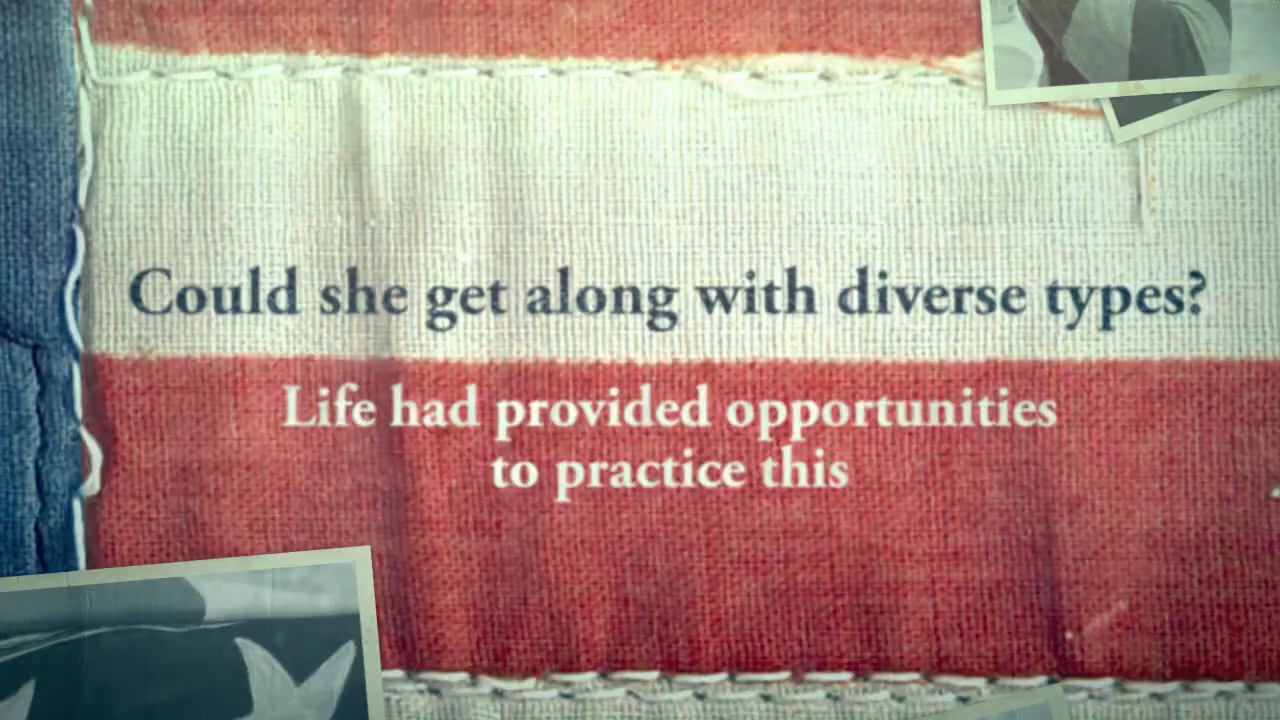 Could she get along with diverse types?
Life had provided opportunities
to practice this